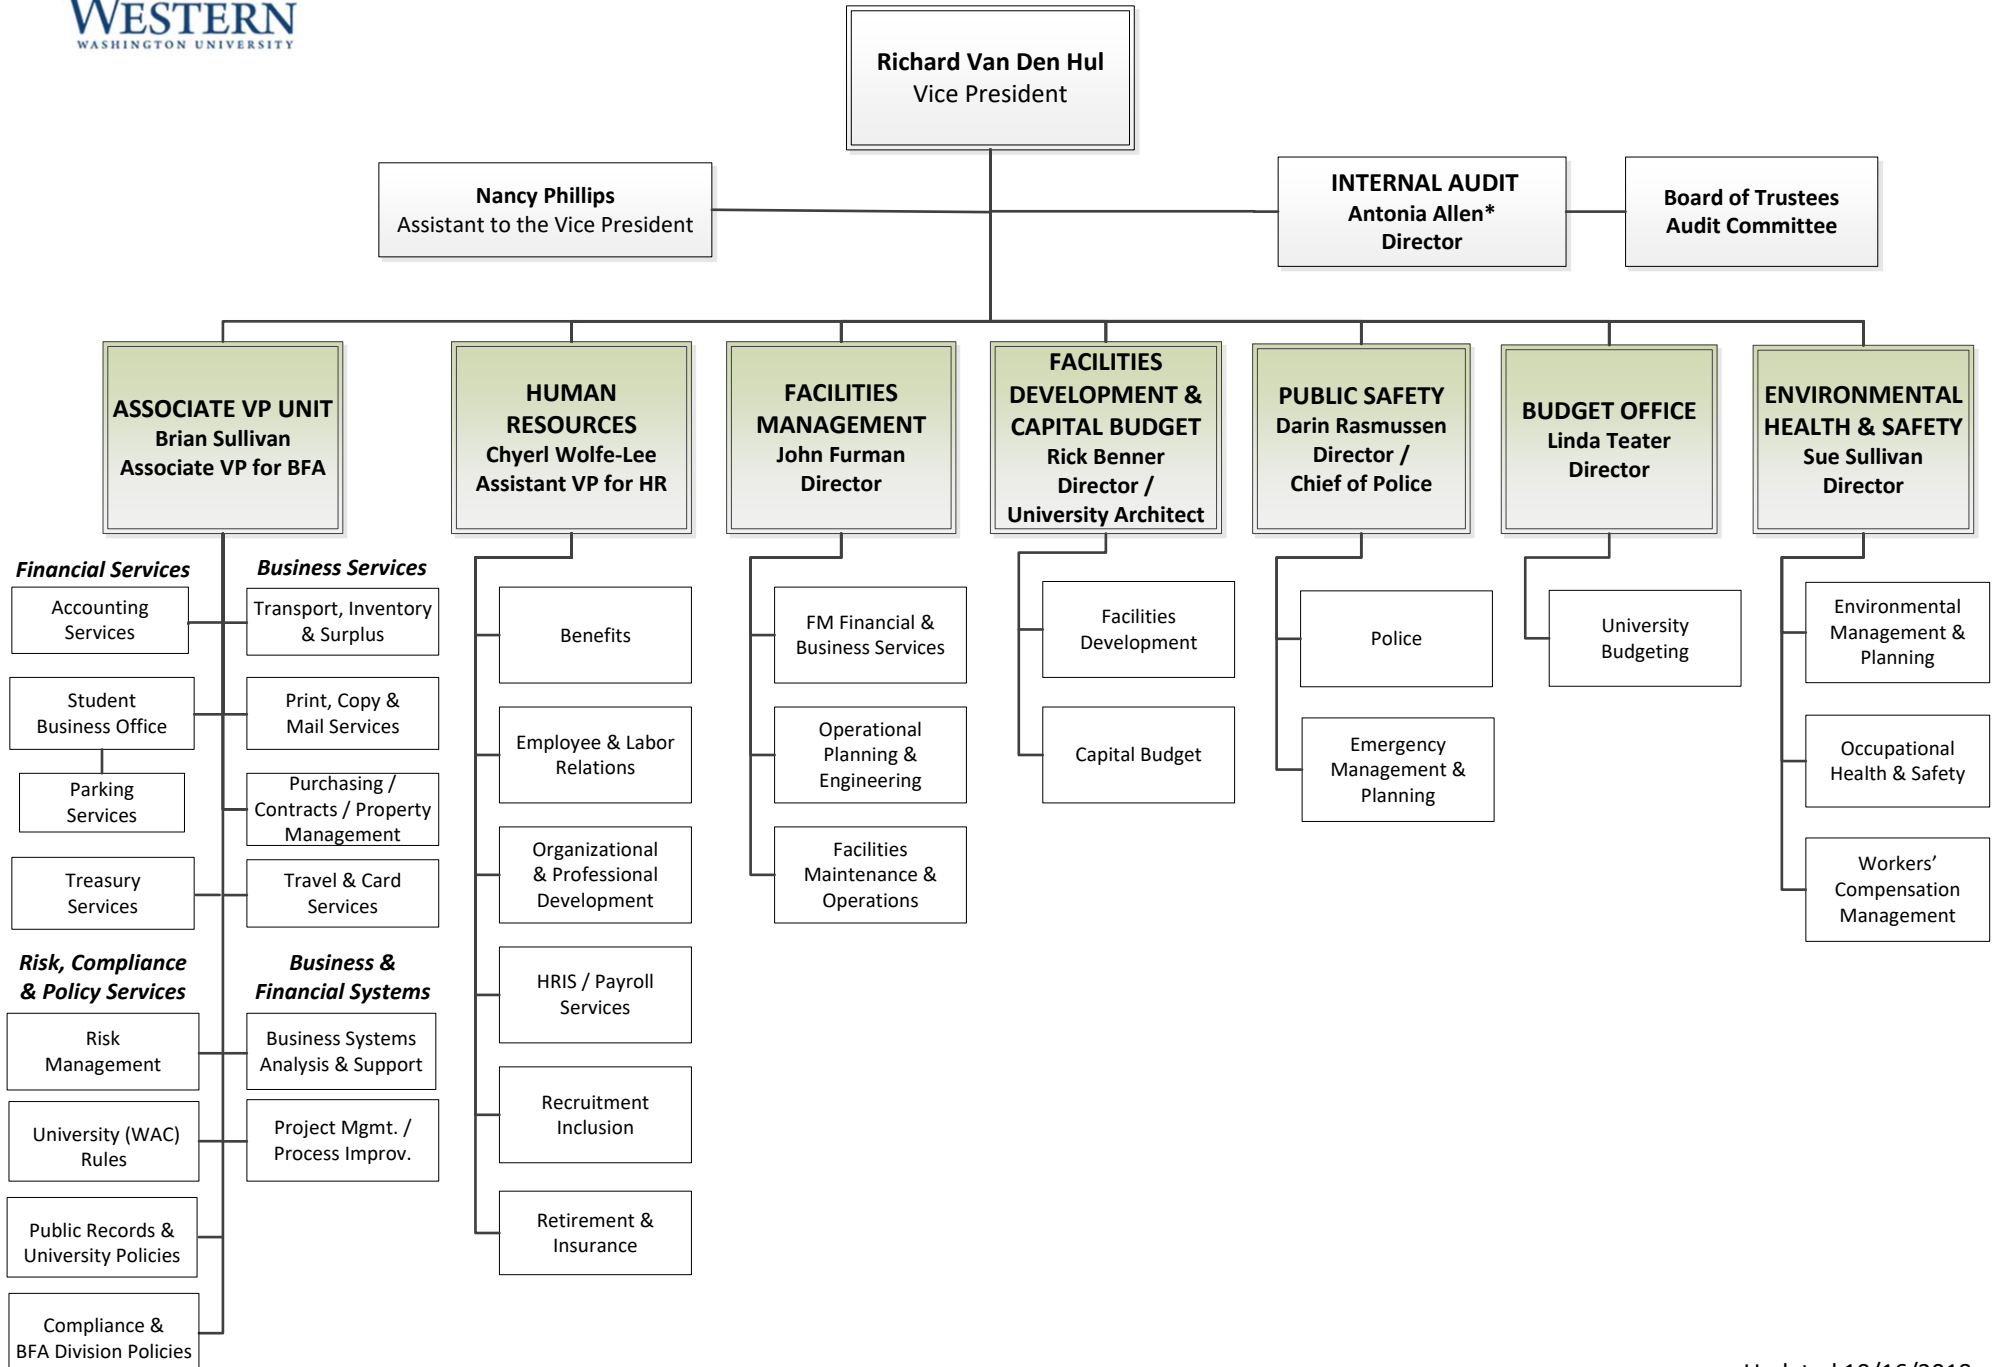 WESTERN
WASHINGTON UNIVERSITY
Richard Van Den Hul
Vice President
Nancy Phillips
Assistant to the Vice President
INTERNAL AUDIT
Antonia Allen*
Director
Board of Trustees
Audit Committee
ASSOCIATE VP UNIT
Brian Sullivan
Associate VP for BFA
HUMAN
RESOURCES
Chyerl Wolfe-Lee
Assistant VP for HR
FACILITIES
MANAGEMENT
John Furman
Director
FACILITIES
DEVELOPMENT &
CAPITAL BUDGET
Rick Benner
Director /
University Architect
PUBLIC SAFETY
Darin Rasmussen
Director /
Chief of Police
BUDGET OFFICE
Linda Teater
Director
ENVIRONMENTAL
HEALTH & SAFETY
Sue Sullivan
Director
Financial Services
Accounting
Services
Student
Business Office
Parking
Services
Treasury
Services
Business Services
Transport, Inventory
& Surplus
Print, Copy &
Mail Services
Purchasing /
Contracts / Property
Management
Travel & Card
Services
Risk, Compliance
& Policy Services
Risk
Management
University (WAC)
Rules
Public Records &
University Policies
Compliance &
BFA Division Policies
Business &
Financial Systems
Business Systems
Analysis & Support
Project Mgmt. /
Process Improv.
Benefits
Employee & Labor
Relations
Organizational
& Professional
Development
HRIS / Payroll
Services
Recruitment
Inclusion
Retirement &
Insurance
FM Financial &
Business Services
Operational
Planning &
Engineering
Facilities
Maintenance &
Operations
Facilities
Development
Capital Budget
Police
Emergency
Management &
Planning
University
Budgeting
Environmental
Management &
Planning
Occupational
Health & Safety
Workers’
Compensation
Management
Updated 10/16/2018